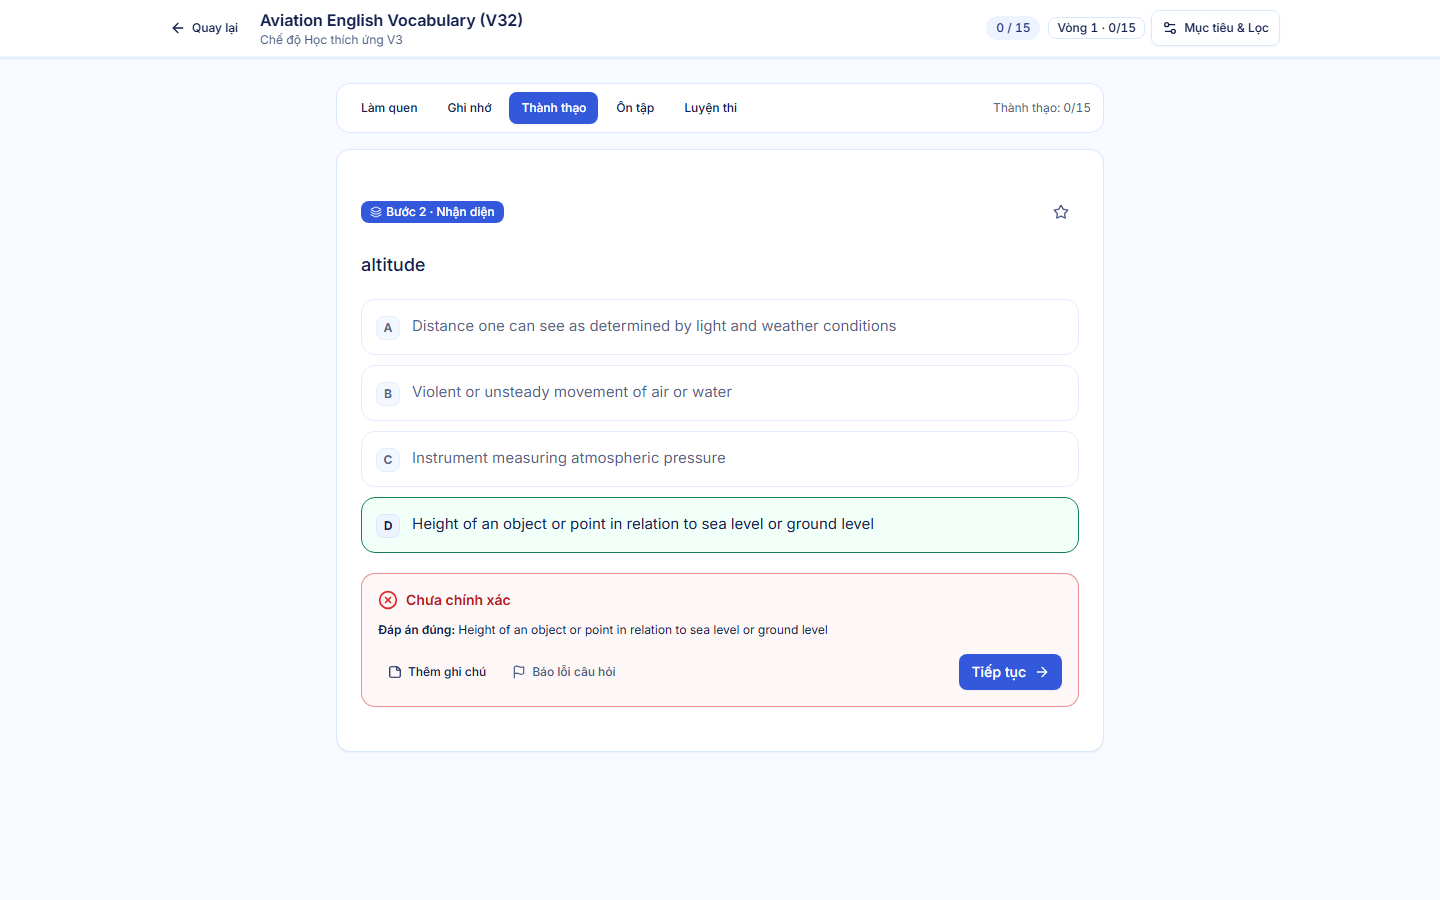 Quay lại
Aviation English Vocabulary (V32)
Chế độ Học thích ứng V3
0 / 15
Vòng 1 · 0/15
Mục tiêu & Lọc
Làm quen
Ghi nhớ
Thành thạo
Ôn tập
Luyện thi
Thành thạo: 0/15
Bước 2 · Nhận diện
altitude
A Distance one can see as determined by light and weather conditions
B Violent or unsteady movement of air or water
C Instrument measuring atmospheric pressure
D Height of an object or point in relation to sea level or ground level
Chưa chính xác
Đáp án đúng: Height of an object or point in relation to sea level or ground level
Thêm ghi chú
Báo lỗi câu hỏi
Tiếp tục